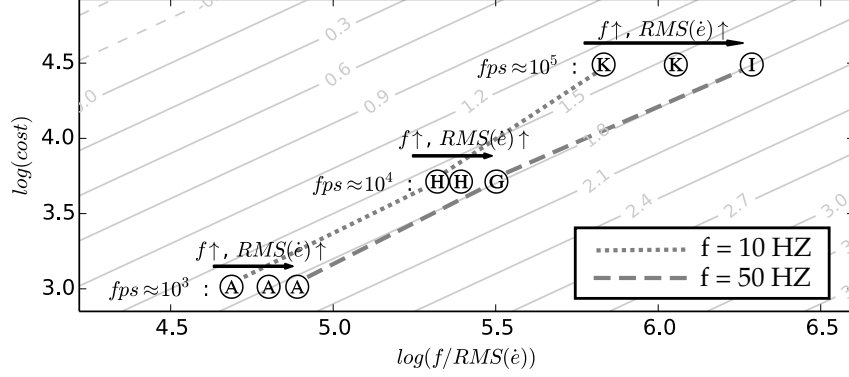 0.3
0.6
0.9
1.2
1.5
1.8
2.1
2.4
2.7
3.0
log(cost)
4.5
4.0
3.5
3.0
f↑, RMS(ė)↑
fps≈10⁵ : K K I
f↑, RMS(ė)↑
fps≈10⁴ : H H G
f↑, RMS(ė)↑
fps≈10³ : A A A
f = 10 HZ
f = 50 HZ
4.5 5.0 5.5 6.0 6.5
log(f/RMS(ė))